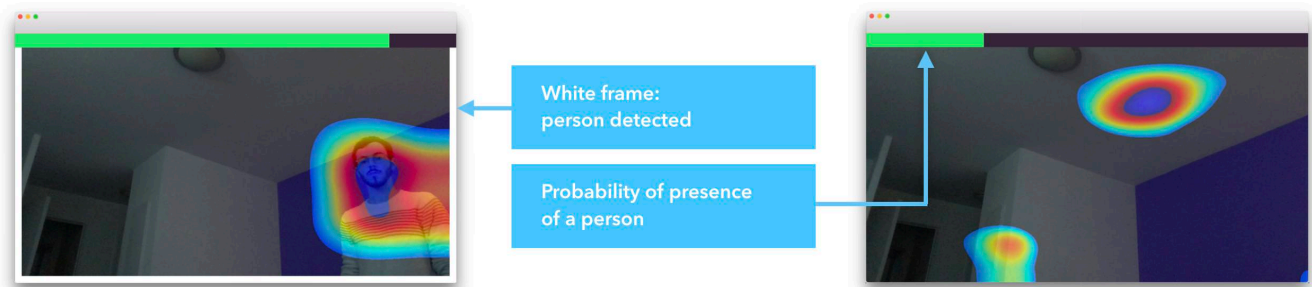 White frame:
person detected
Probability of presence
of a person